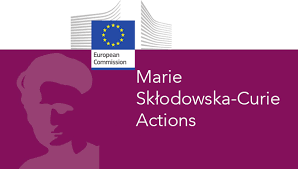 European
Commission
Marie
Skłodowska-Curie
Actions